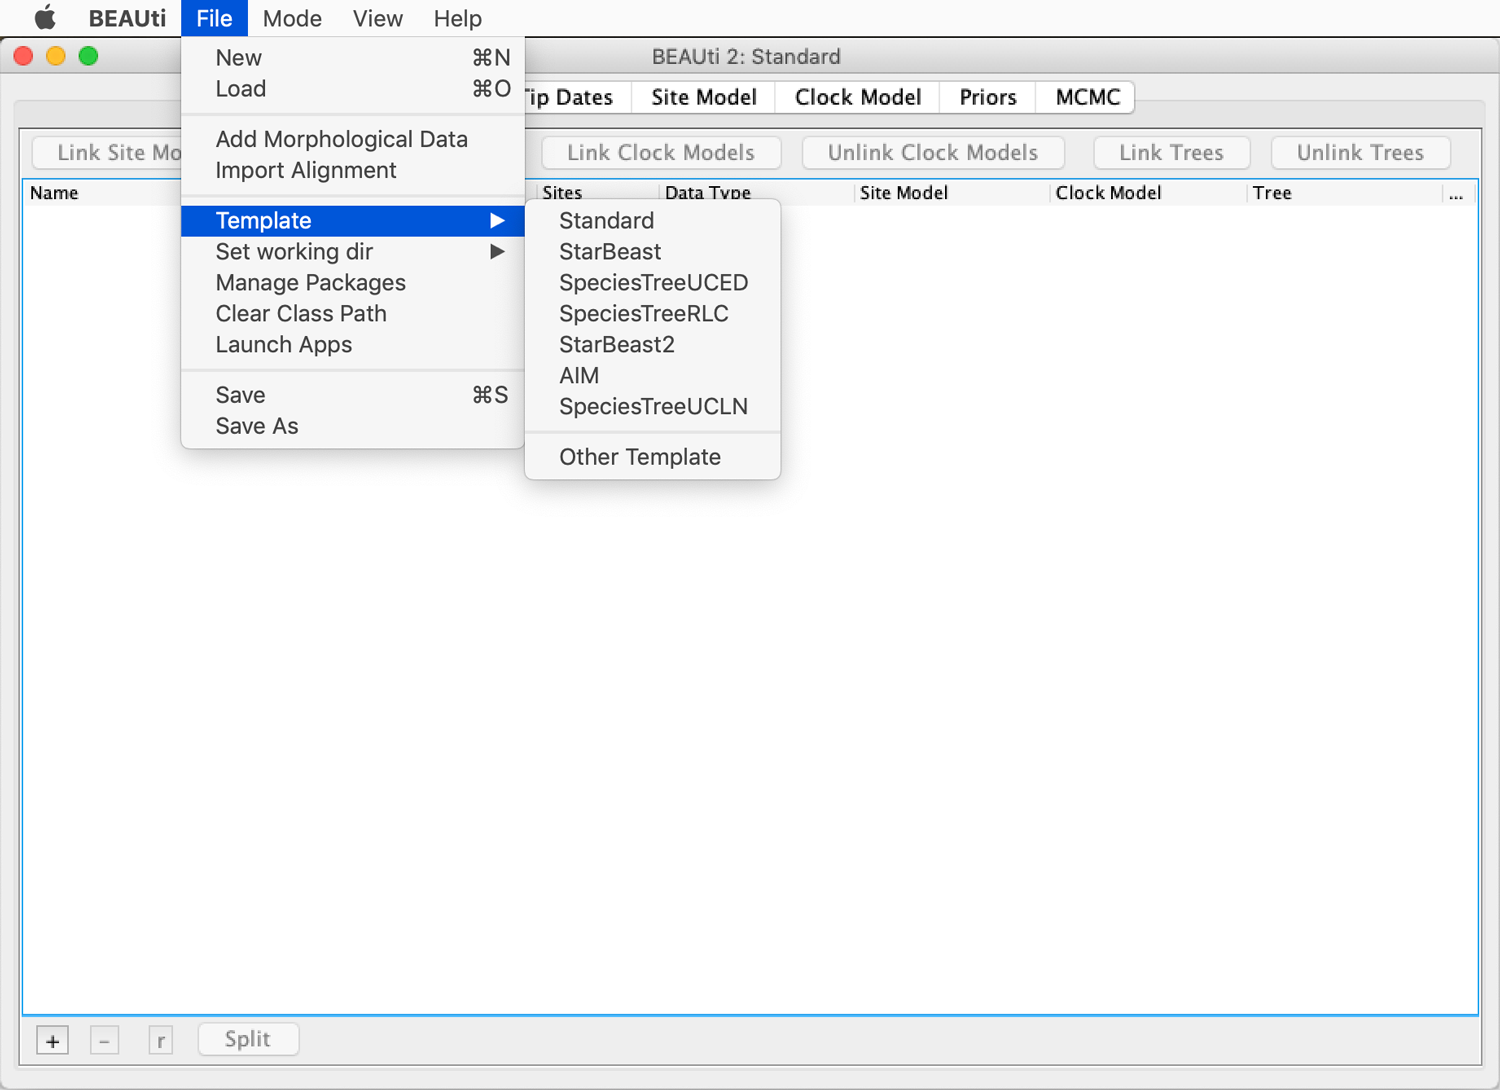 BEAUti File Mode View Help
BEAUti 2: Standard
New ⌘N
Load ⌘O
Add Morphological Data
Import Alignment
Template ▶
Set working dir ▶
Manage Packages
Clear Class Path
Launch Apps
Save ⌘S
Save As
Standard
StarBeast
SpeciesTreeUCED
SpeciesTreeRLC
StarBeast2
AIM
SpeciesTreeUCLN
Other Template
Tip Dates Site Model Clock Model Priors MCMC
Link Site Mo Link Clock Models Unlink Clock Models Link Trees Unlink Trees
Name Sites Data Type Site Model Clock Model Tree ...
+ - r Split